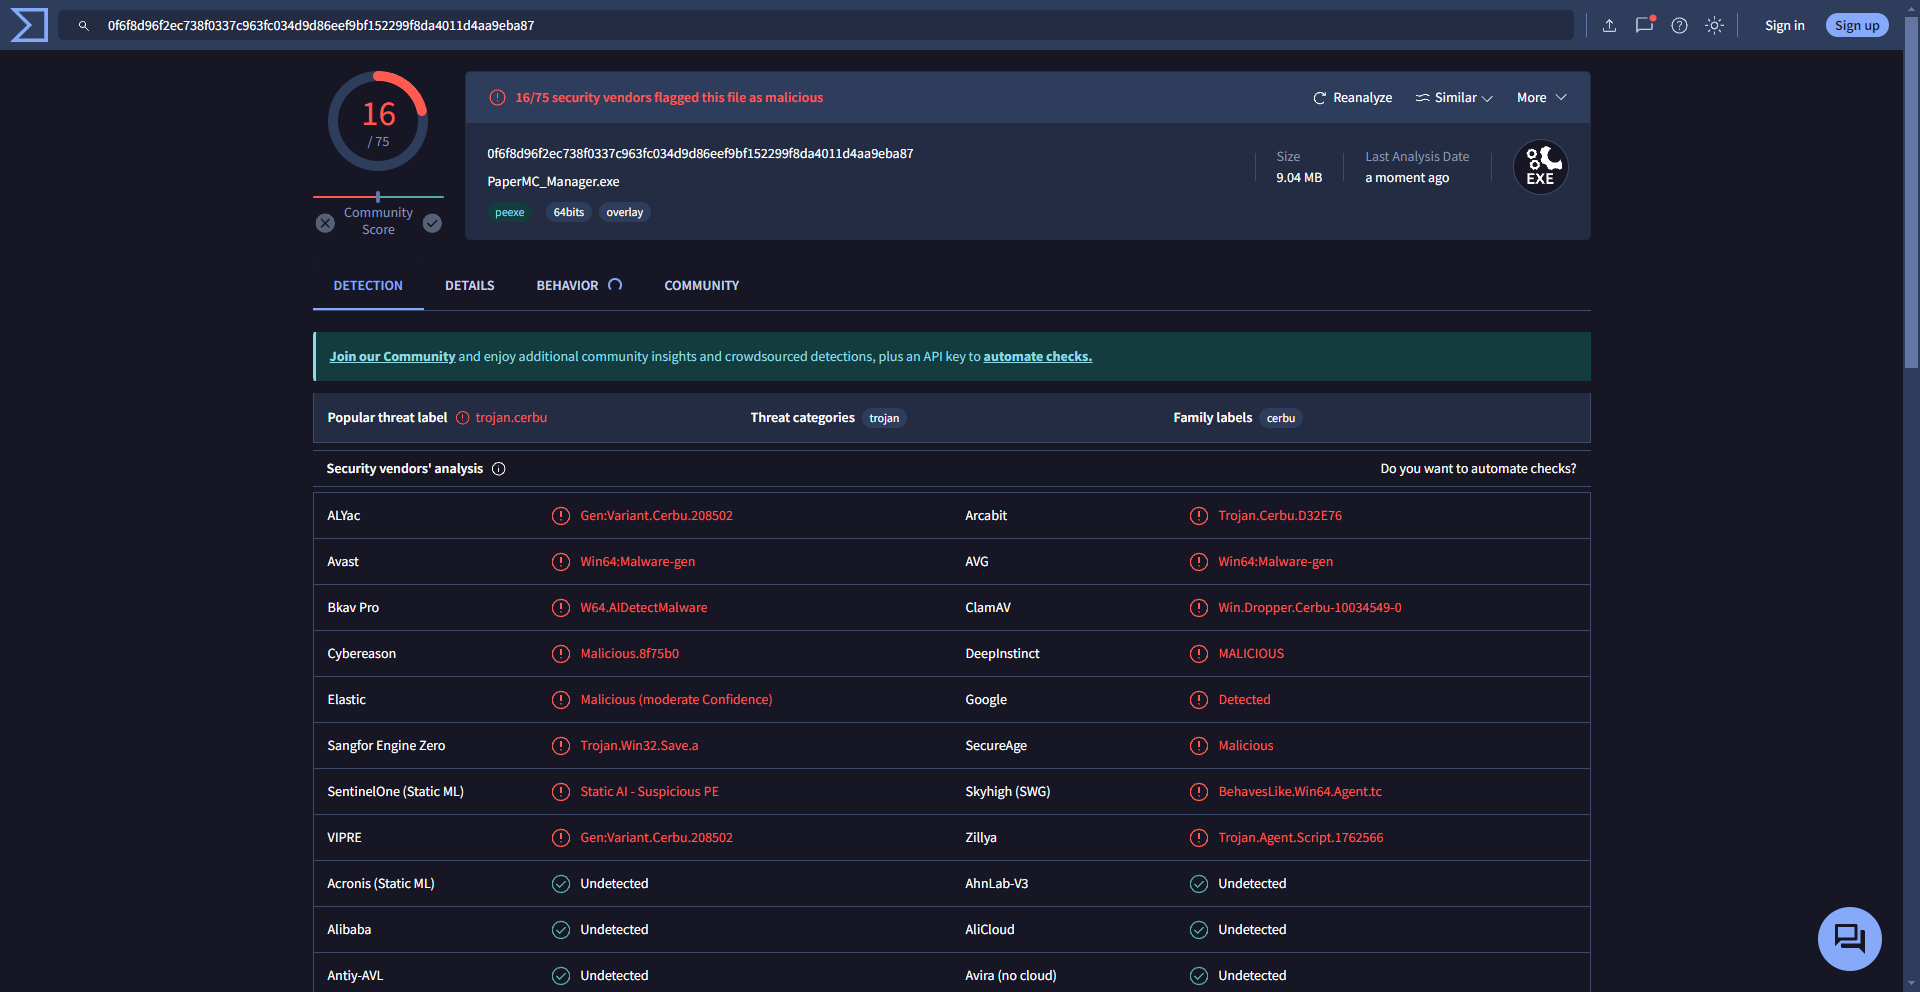 0f6f8d96f2ec738f0337c963fc034d9d86eef9bf152299f8da4011d4aa9eba87
Sign in
Sign up
16
/ 75
Community
Score
16/75 security vendors flagged this file as malicious
Reanalyze
Similar
More
0f6f8d96f2ec738f0337c963fc034d9d86eef9bf152299f8da4011d4aa9eba87
PaperMC_Manager.exe
peexe
64bits
overlay
Size
9.04 MB
Last Analysis Date
a moment ago
EXE
DETECTION
DETAILS
BEHAVIOR
COMMUNITY
Join our Community and enjoy additional community insights and crowdsourced detections, plus an API key to automate checks.
Popular threat label trojan.cerbu
Threat categories trojan
Family labels cerbu
Security vendors' analysis
Do you want to automate checks?
ALYac Gen:Variant.Cerbu.208502 Arcabit Trojan.Cerbu.D32E76
Avast Win64:Malware-gen AVG Win64:Malware-gen
Bkav Pro W64.AIDetectMalware ClamAV Win.Dropper.Cerbu-10034549-0
Cybereason Malicious.8f75b0 DeepInstinct MALICIOUS
Elastic Malicious (moderate Confidence) Google Detected
Sangfor Engine Zero Trojan.Win32.Save.a SecureAge Malicious
SentinelOne (Static ML) Static AI - Suspicious PE Skyhigh (SWG) BehavesLike.Win64.Agent.tc
VIPRE Gen:Variant.Cerbu.208502 Zillya Trojan.Agent.Script.1762566
Acronis (Static ML) Undetected AhnLab-V3 Undetected
Alibaba Undetected AliCloud Undetected
Antiy-AVL Undetected Avira (no cloud) Undetected